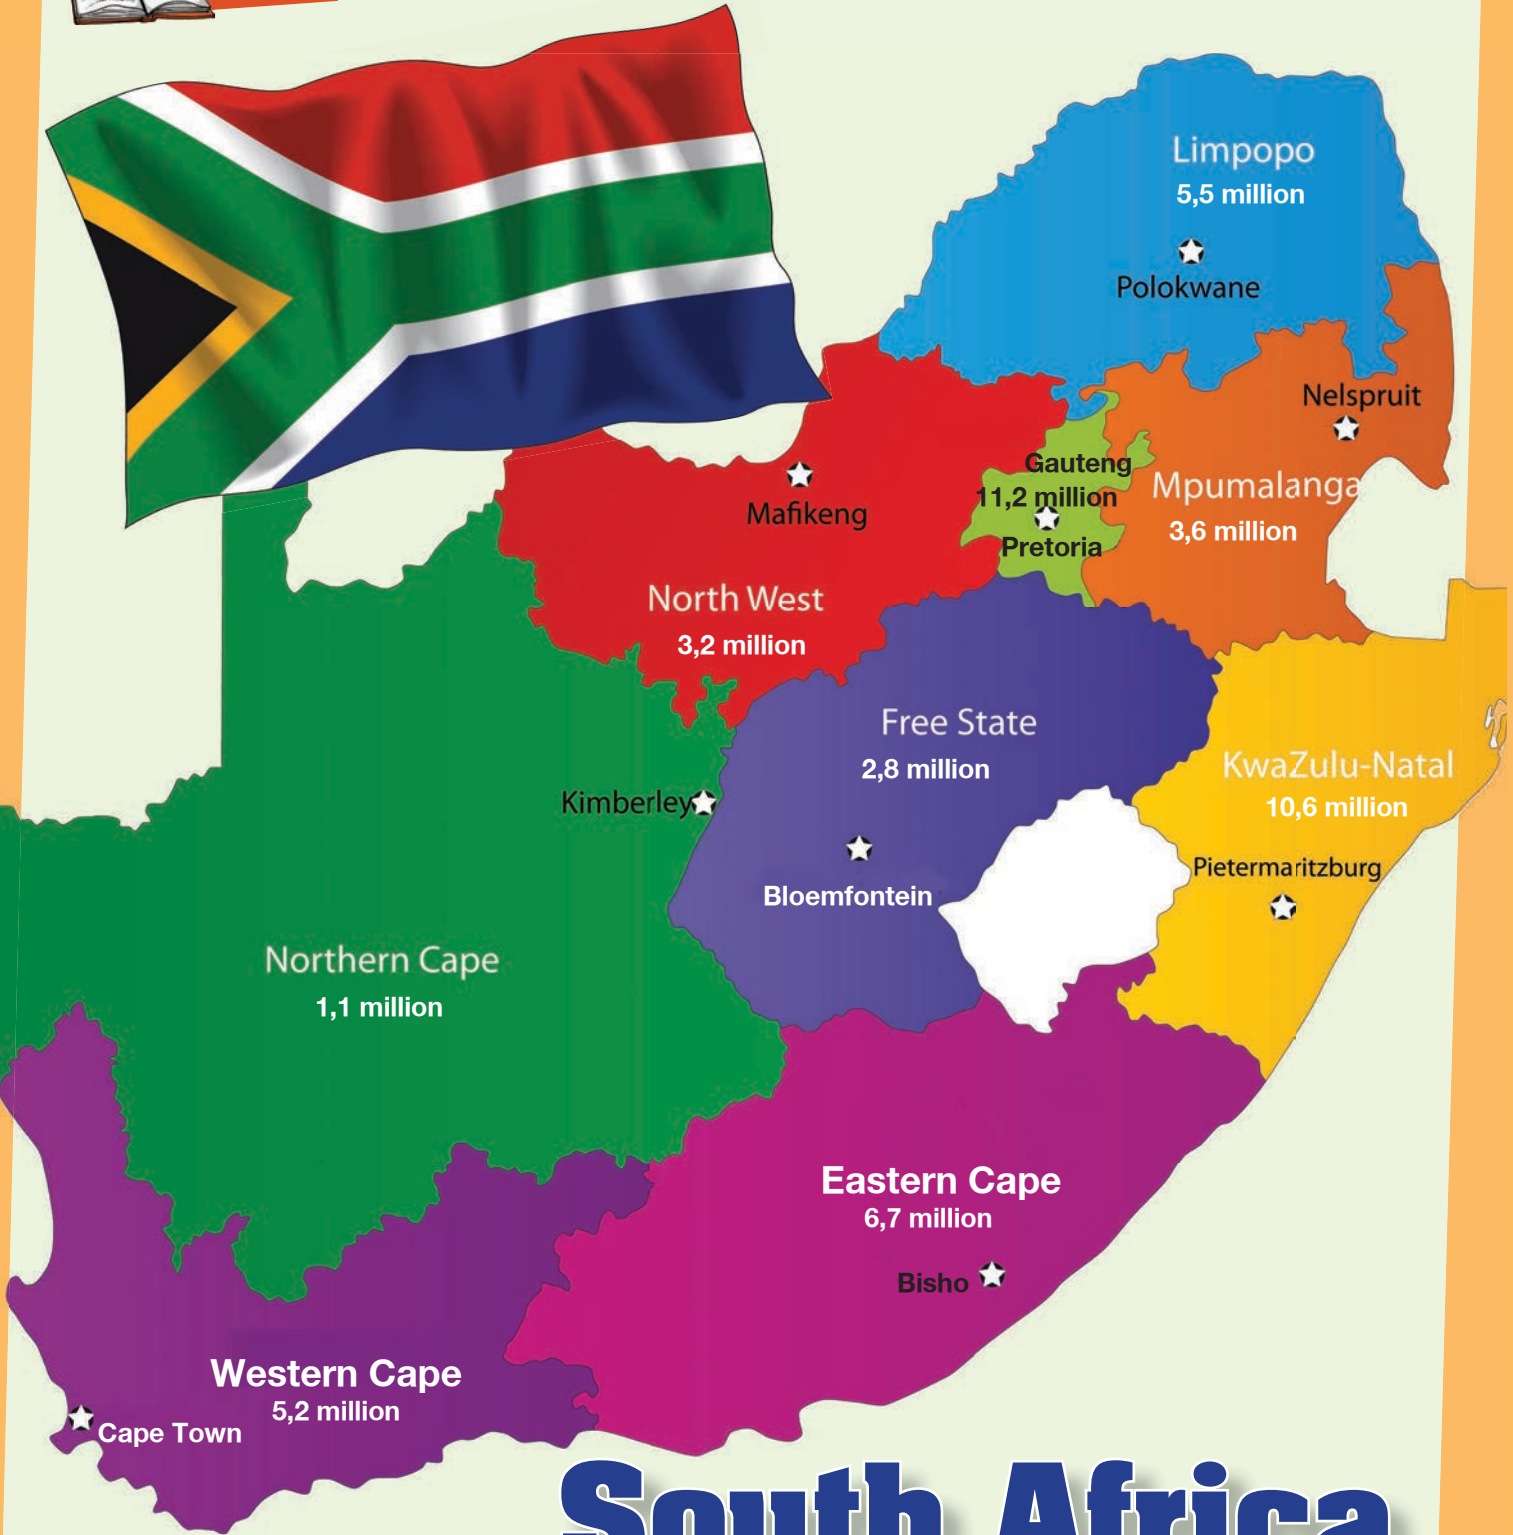 Limpopo
5,5 million
Polokwane
Nelspruit
Gauteng
11,2 million
Pretoria
Mpumalanga
3,6 million
Mafikeng
North West
3,2 million
Free State
2,8 million
KwaZulu-Natal
10,6 million
Kimberley
Bloemfontein
Pietermaritzburg
Northern Cape
1,1 million
Eastern Cape
6,7 million
Bisho
Western Cape
5,2 million
Cape Town
South Africa